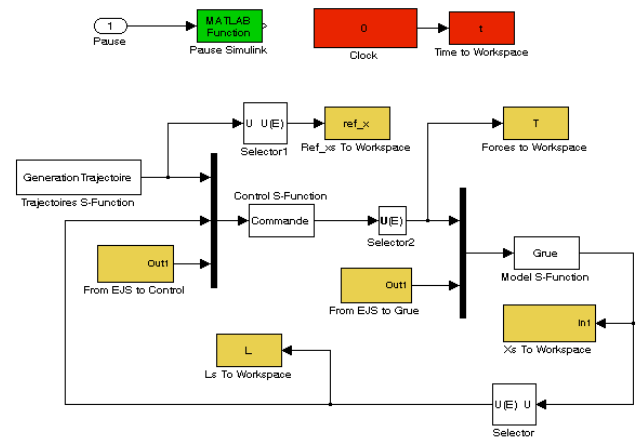 1
Pause
MATLAB
Function
Pause Simulink
0
Clock
t
Time to Workspace
U U(E)
Selector1
ref_x
Ref_xs To Workspace
T
Forces to Workspace
Generation Trajectoire
Trajectoires S-Function
Control S-Function
Commande
U(E)
Selector2
Out1
From EJS to Control
Out1
From EJS to Grue
Grue
Model S-Function
In1
Xs To Workspace
L
Ls To Workspace
U(E) U
Selector